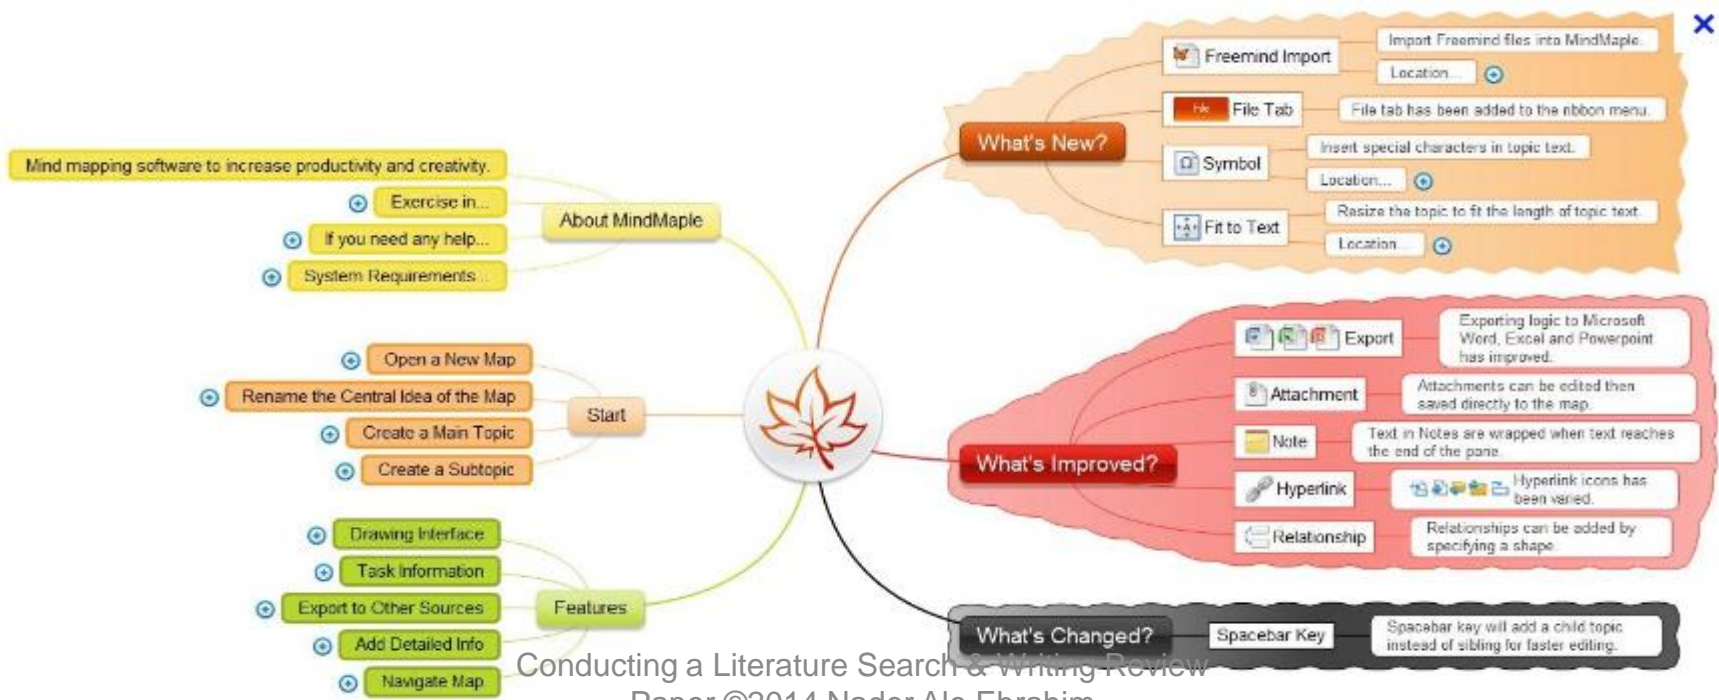 Mind mapping software to increase productivity and creativity.
Exercise in...
If you need any help...
System Requirements...
About MindMaple
Open a New Map
Rename the Central Idea of the Map
Create a Main Topic
Create a Subtopic
Start
Drawing Interface
Task Information
Export to Other Sources
Add Detailed Info
Navigate Map
Features
What's New?
Freemind Import
Import Freemind files into MindMaple.
Location...
File
File Tab
File tab has been added to the ribbon menu.
Symbol
Insert special characters in topic text.
Location...
Fit to Text
Resize the topic to fit the length of topic text.
Location...
What's Improved?
Export
Exporting logic to Microsoft
Word, Excel and Powerpoint
has improved.
Attachment
Attachments can be edited then
saved directly to the map.
Note
Text in Notes are wrapped when text reaches
the end of the pane.
Hyperlink
Hyperlink icons has
been varied.
Relationship
Relationships can be added by
specifying a shape.
What's Changed?
Spacebar Key
Spacebar key will add a child topic
instead of sibling for faster editing.
Conducting a Literature Search & Writing Review
Paper ©2014 Nader Ale Ebrahim